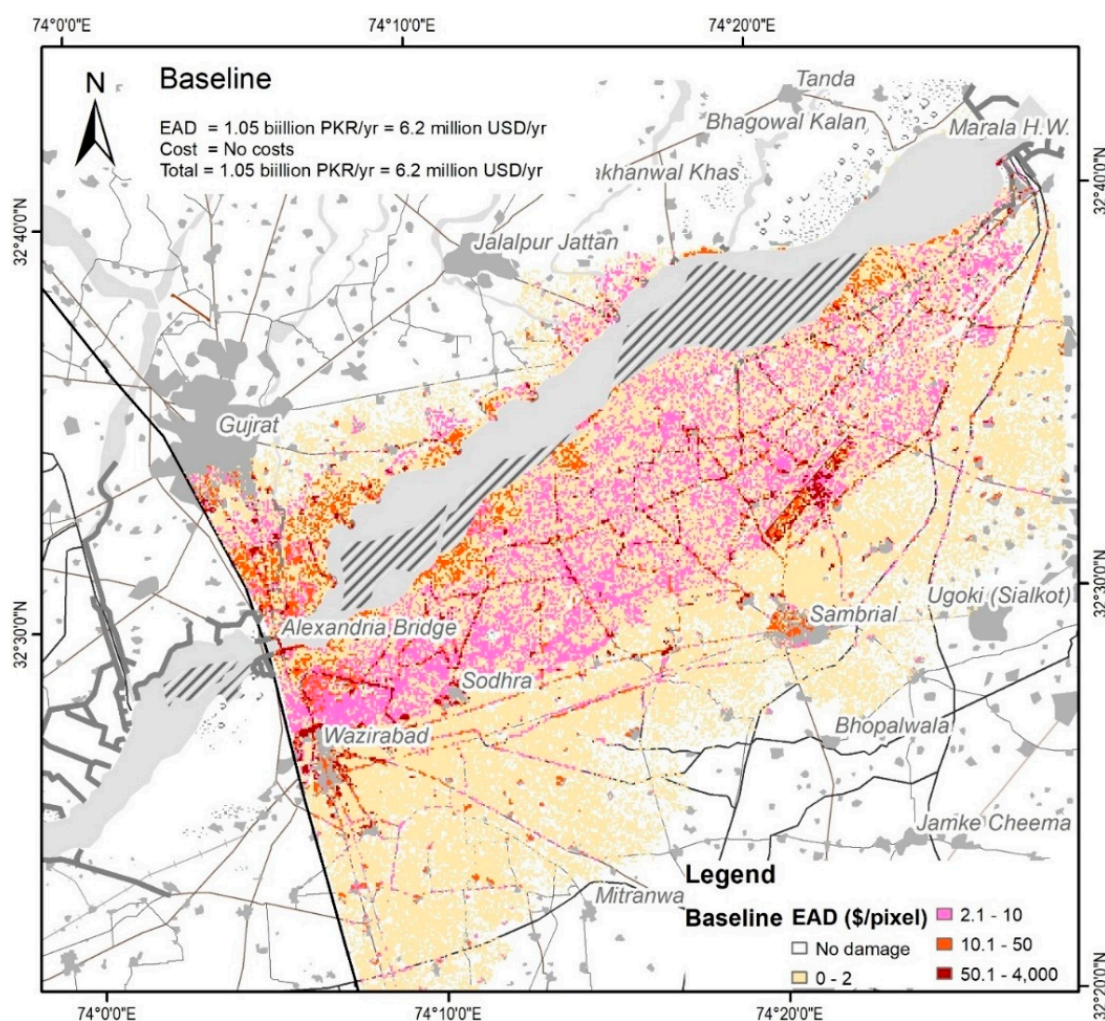 74°0'0"E 74°10'0"E 74°20'0"E
N
Baseline
EAD = 1.05 biillion PKR/yr = 6.2 million USD/yr
Cost = No costs
Total = 1.05 biillion PKR/yr = 6.2 million USD/yr
Tanda
Bhagowal Kalan
Marala H.W.
akhanwal Khas
32°40'0"N
32°40'0"N
Jalalpur Jattan
Gujrat
32°30'0"N
Ugoki (Sialkot)
Sambrial
Alexandria Bridge
32°30'0"N
Sodhra
Bhopalwala
Wazirabad
Jamke Cheema
Mitranwa
Legend
Baseline EAD ($/pixel)
No damage
0 - 2
2.1 - 10
10.1 - 50
50.1 - 4,000
32°20'0"N
74°0'0"E 74°10'0"E 74°20'0"E